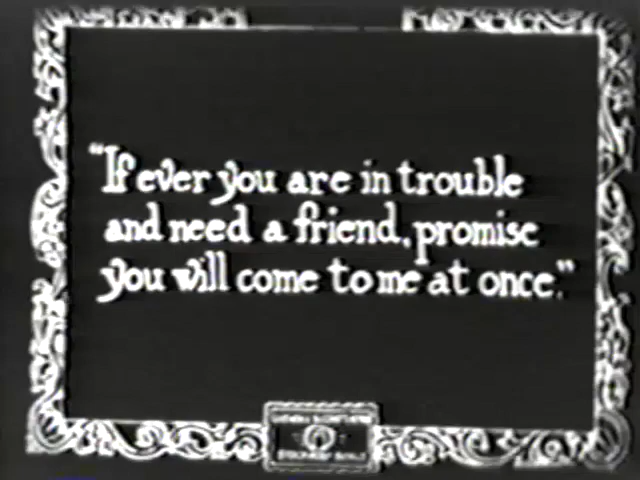 "If ever you are in trouble
and need a friend, promise
you will come to me at once."